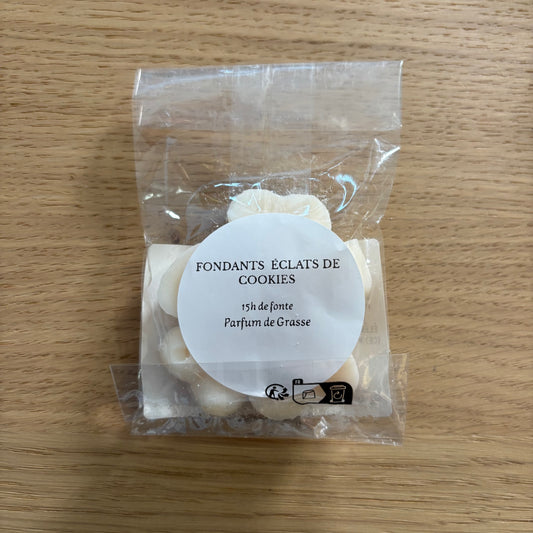 FONDANTS ÉCLATS DE
COOKIES
15h de fonte
Parfum de Grasse